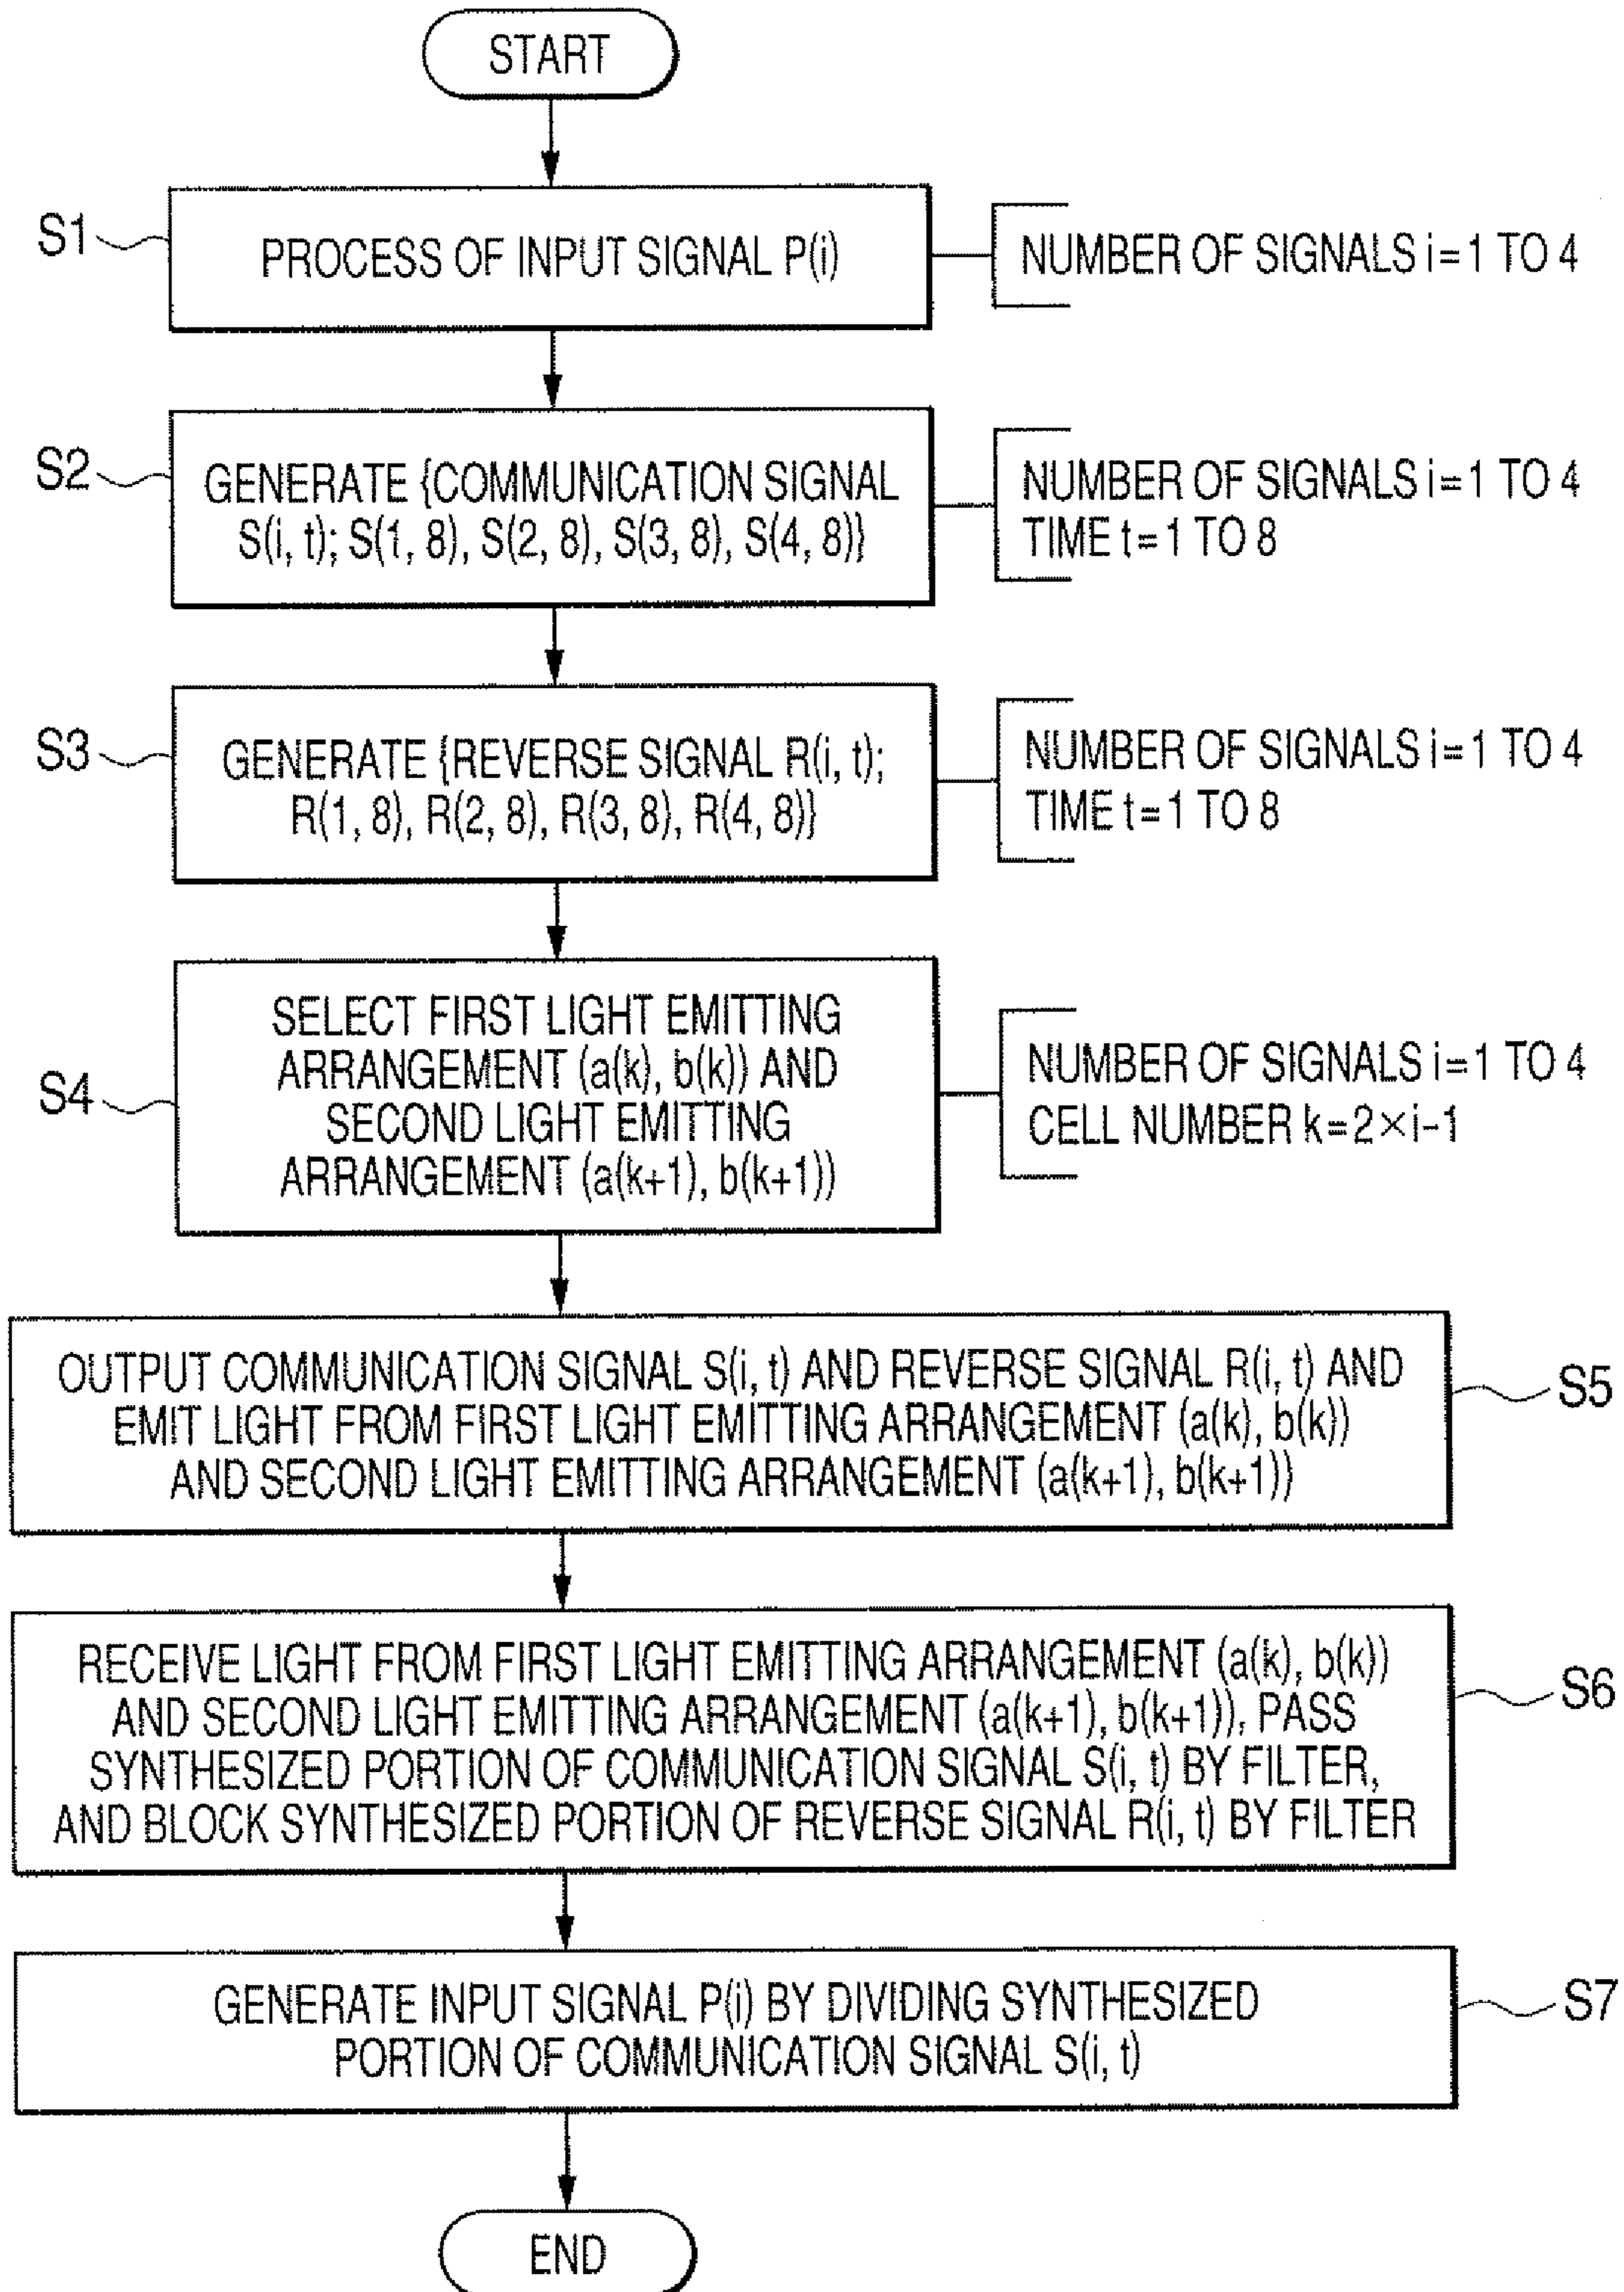 START
S1
PROCESS OF INPUT SIGNAL P(i)
NUMBER OF SIGNALS i=1 TO 4
S2
GENERATE {COMMUNICATION SIGNAL
S(i, t); S(1, 8), S(2, 8), S(3, 8), S(4, 8)}
NUMBER OF SIGNALS i=1 TO 4
TIME t=1 TO 8
S3
GENERATE {REVERSE SIGNAL R(i, t);
R(1, 8), R(2, 8), R(3, 8), R(4, 8)}
NUMBER OF SIGNALS i=1 TO 4
TIME t=1 TO 8
S4
SELECT FIRST LIGHT EMITTING
ARRANGEMENT (a(k), b(k)) AND
SECOND LIGHT EMITTING
ARRANGEMENT (a(k+1), b(k+1))
NUMBER OF SIGNALS i=1 TO 4
CELL NUMBER k=2×i-1
OUTPUT COMMUNICATION SIGNAL S(i, t) AND REVERSE SIGNAL R(i, t) AND
EMIT LIGHT FROM FIRST LIGHT EMITTING ARRANGEMENT (a(k), b(k))
AND SECOND LIGHT EMITTING ARRANGEMENT (a(k+1), b(k+1))
S5
RECEIVE LIGHT FROM FIRST LIGHT EMITTING ARRANGEMENT (a(k), b(k))
AND SECOND LIGHT EMITTING ARRANGEMENT (a(k+1), b(k+1)), PASS
SYNTHESIZED PORTION OF COMMUNICATION SIGNAL S(i, t) BY FILTER,
AND BLOCK SYNTHESIZED PORTION OF REVERSE SIGNAL R(i, t) BY FILTER
S6
GENERATE INPUT SIGNAL P(i) BY DIVIDING SYNTHESIZED
PORTION OF COMMUNICATION SIGNAL S(i, t)
S7
END